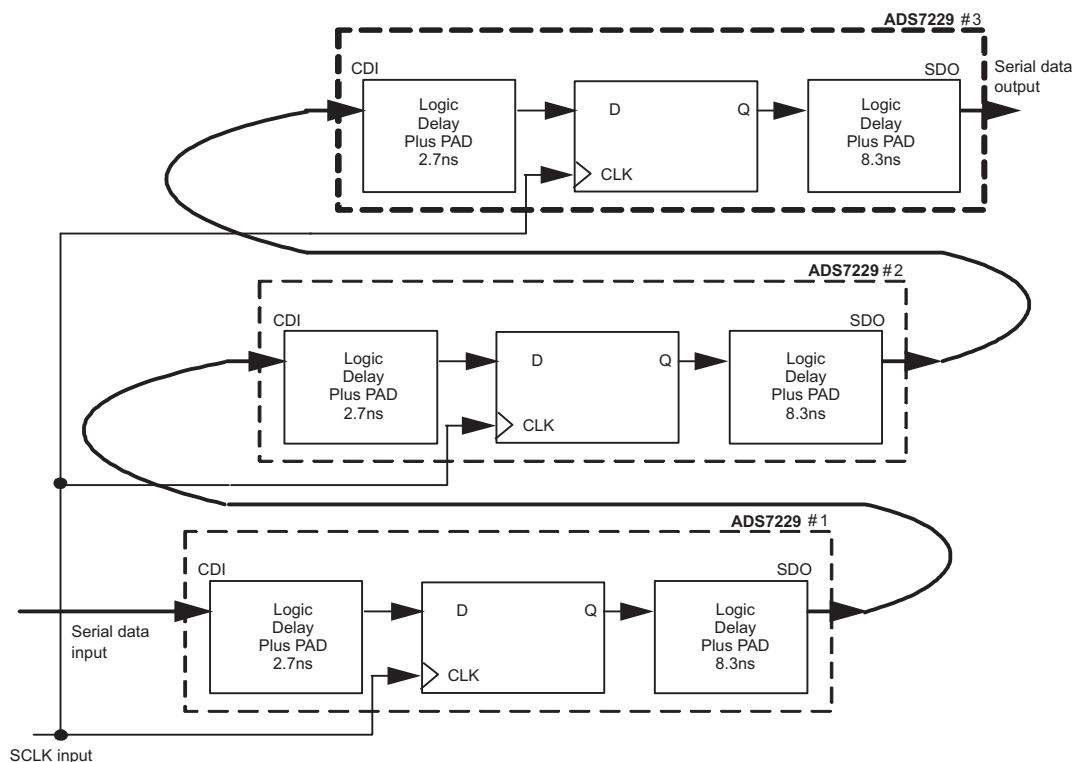 ADS7229 #3
CDI
SDO
Serial data
output
Logic
Delay
Plus PAD
2.7ns
D
Q
CLK
Logic
Delay
Plus PAD
8.3ns
ADS7229 #2
CDI
SDO
Logic
Delay
Plus PAD
2.7ns
D
Q
CLK
Logic
Delay
Plus PAD
8.3ns
ADS7229 #1
CDI
SDO
Serial data
input
Logic
Delay
Plus PAD
2.7ns
D
Q
CLK
Logic
Delay
Plus PAD
8.3ns
SCLK input